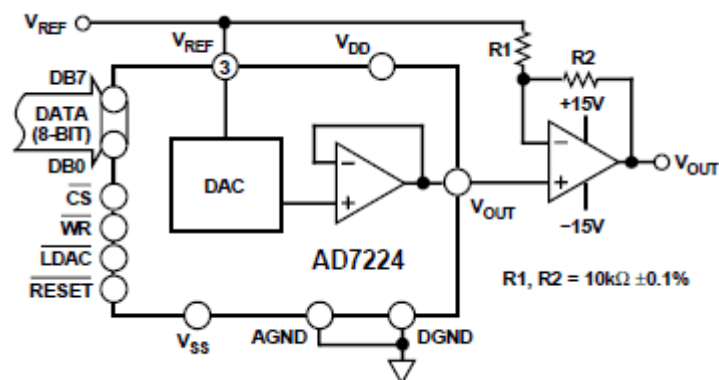 VREF
VREF
3
VDD
R1
R2
DB7
DATA
(8-BIT)
DB0
+15V
−
+
DAC
−
+
VOUT
VOUT
−15V
CS
WR
LDAC
RESET
AD7224
R1, R2 = 10kΩ ±0.1%
VSS
AGND
DGND